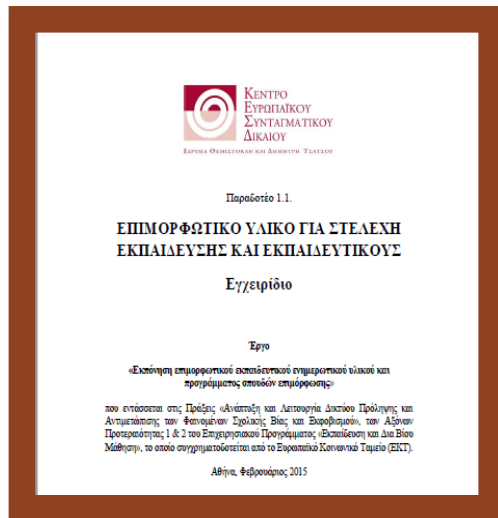 ΚΕΝΤΡΟ
ΕΥΡΩΠΑΪΚΟΥ
ΣΥΝΤΑΓΜΑΤΙΚΟΥ
ΔΙΚΑΙΟΥ
ΙΔΡΥΜΑ ΘΕΜΙΣΤΟΚΛΗ ΚΑΙ ΔΗΜΗΤΡΗ ΤΣΑΤΣΟΥ
Παραδοτέο 1.1.
ΕΠΙΜΟΡΦΩΤΙΚΟ ΥΛΙΚΟ ΓΙΑ ΣΤΕΛΕΧΗ
ΕΚΠΑΙΔΕΥΣΗΣ ΚΑΙ ΕΚΠΑΙΔΕΥΤΙΚΟΥΣ
Εγχειρίδιο
Έργο
«Εκπόνηση επιμορφωτικού εκπαιδευτικού ενημερωτικού υλικού και
προγράμματος σπουδών επιμόρφωσης»
που εντάσσεται στις Πράξεις «Ανάπτυξη και Λειτουργία Δικτύου Πρόληψης και
Αντιμετώπισης των Φαινομένων Σχολικής Βίας και Εκφοβισμού», των Αξόνων
Προτεραιότητας 1 & 2 του Επιχειρησιακού Προγράμματος «Εκπαίδευση και Δια Βίου
Μάθηση», το οποίο συγχρηματοδοτείται από το Ευρωπαϊκό Κοινωνικό Ταμείο (ΕΚΤ).
Αθήνα, Φεβρουάριος 2015